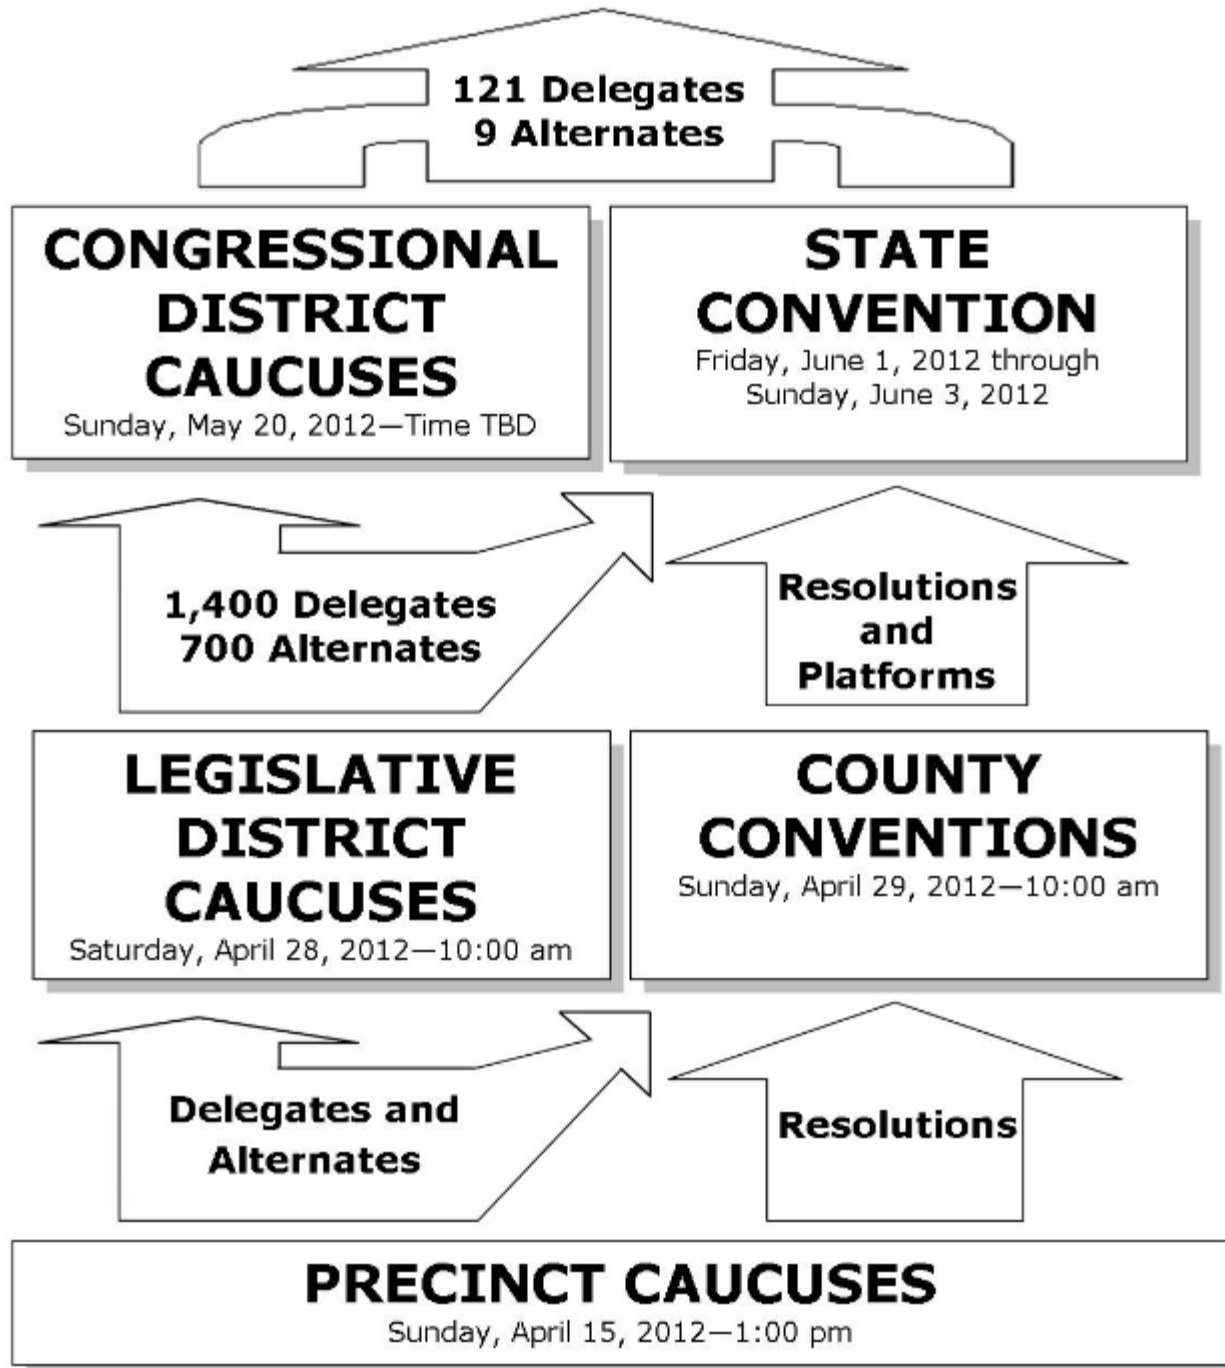 121 Delegates
9 Alternates
CONGRESSIONAL
DISTRICT
CAUCUSES
Sunday, May 20, 2012—Time TBD
STATE
CONVENTION
Friday, June 1, 2012 through
Sunday, June 3, 2012
1,400 Delegates
700 Alternates
Resolutions
and
Platforms
LEGISLATIVE
DISTRICT
CAUCUSES
Saturday, April 28, 2012—10:00 am
COUNTY
CONVENTIONS
Sunday, April 29, 2012—10:00 am
Delegates and
Alternates
Resolutions
PRECINCT CAUCUSES
Sunday, April 15, 2012—1:00 pm